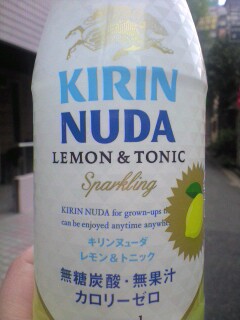 KIRIN
NUDA
LEMON & TONIC
Sparkling
KIRIN NUDA for grown-ups
can be enjoyed anytime
キリンヌューダ
レモン&トニック
無糖炭酸・無果汁
カロリーゼロ